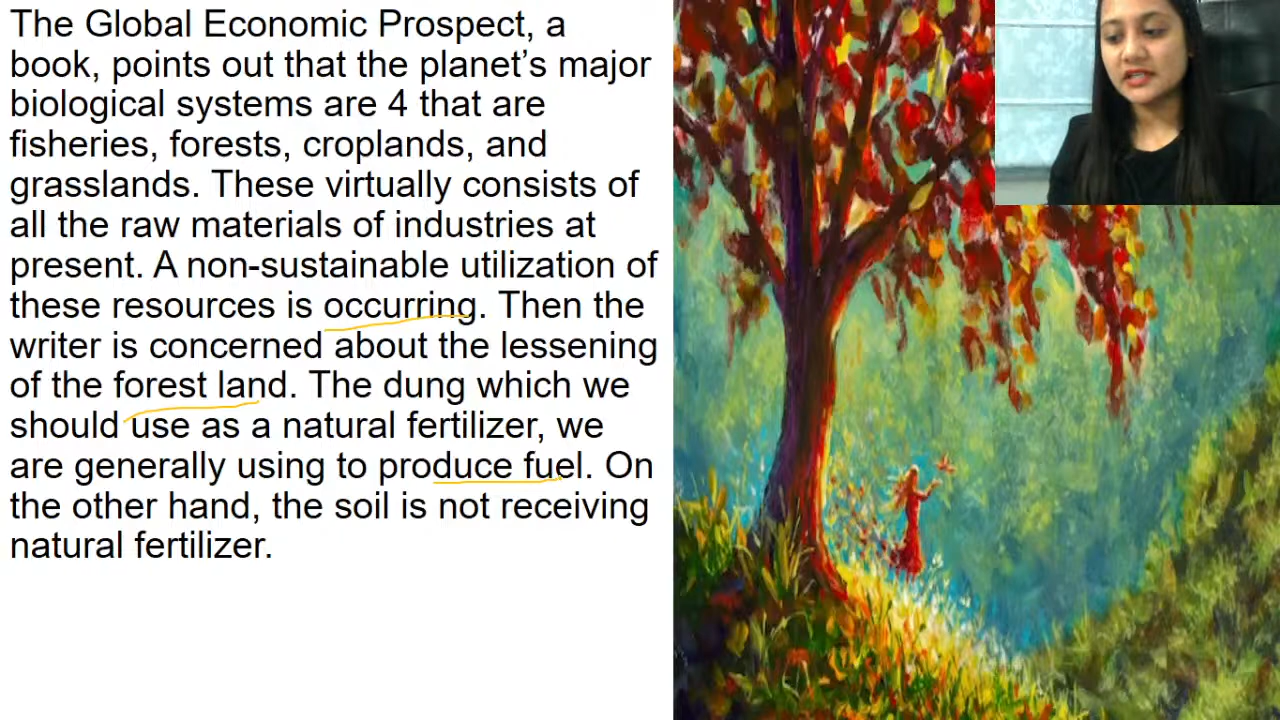 The Global Economic Prospect, a
book, points out that the planet’s major
biological systems are 4 that are
fisheries, forests, croplands, and
grasslands. These virtually consists of
all the raw materials of industries at
present. A non-sustainable utilization of
these resources is occurring. Then the
writer is concerned about the lessening
of the forest land. The dung which we
should use as a natural fertilizer, we
are generally using to produce fuel. On
the other hand, the soil is not receiving
natural fertilizer.